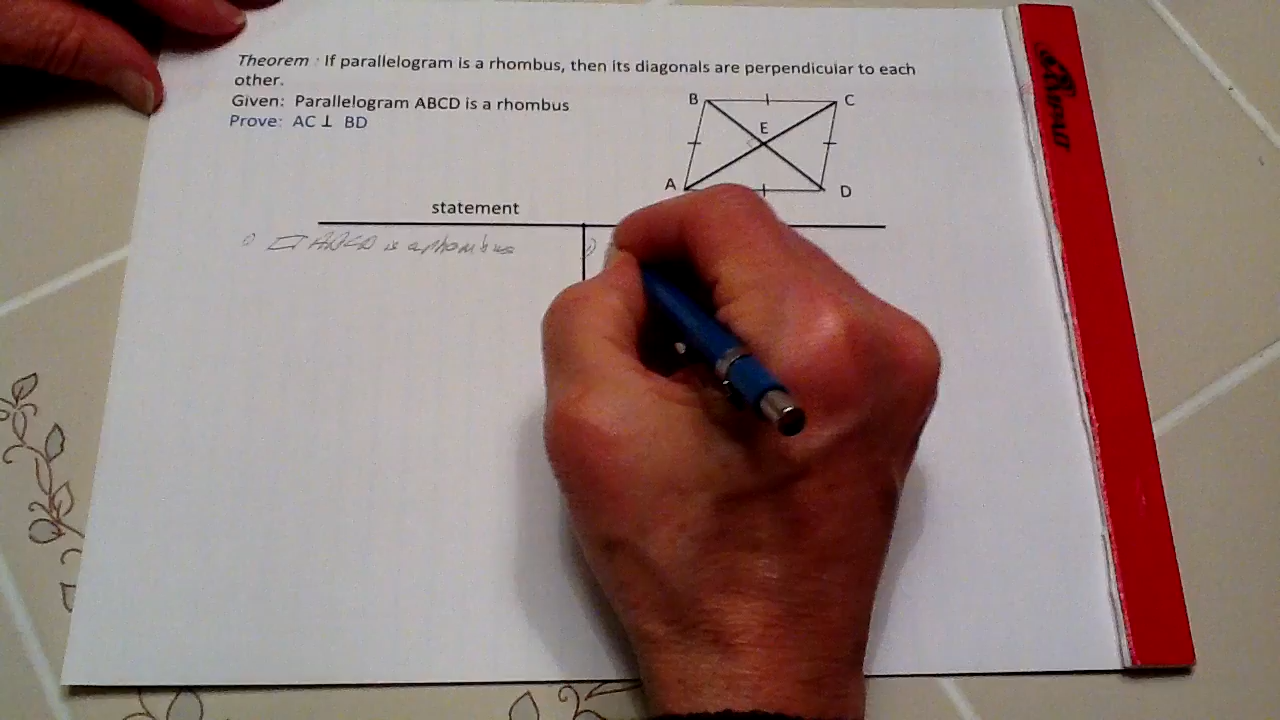 Theorem : If parallelogram is a rhombus, then its diagonals are perpendicular to each
other.
Given: Parallelogram ABCD is a rhombus
Prove: AC ⊥ BD
B
C
E
A
D
statement
1) ▱ ABCD is a rhombus
1)